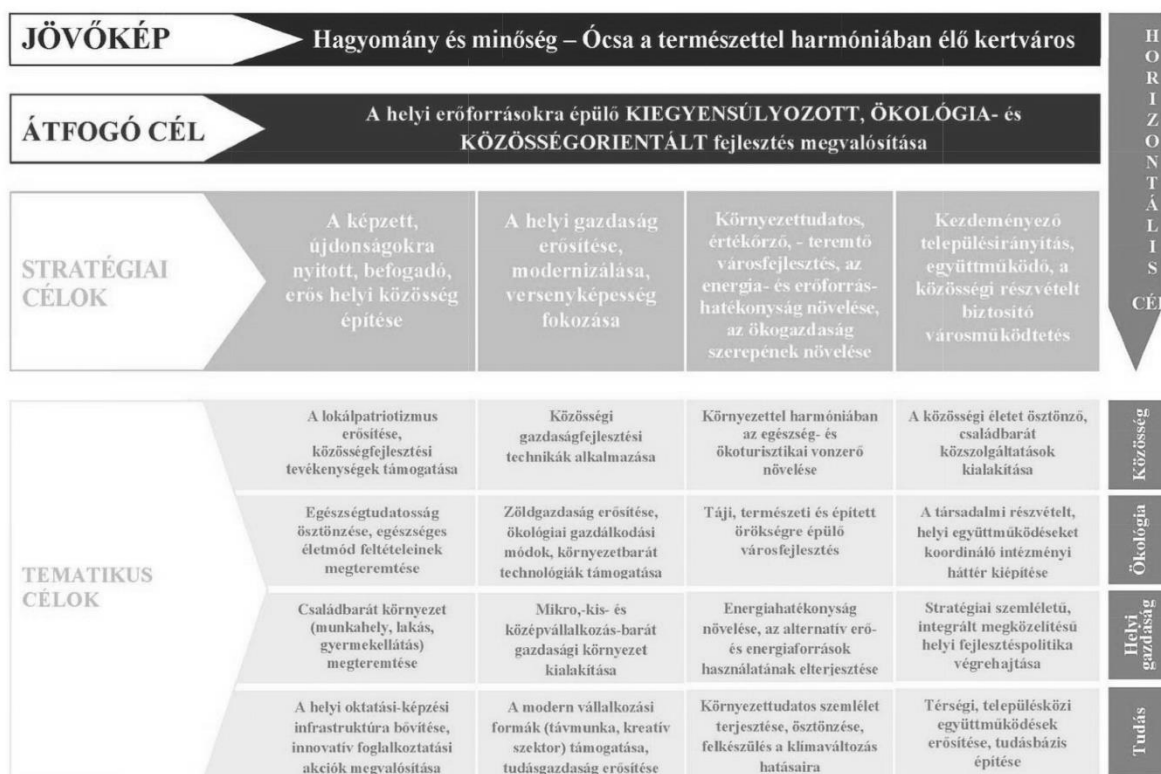 JÖVŐKÉP
Hagyomány és minőség – Ócsa a természettel harmóniában élő kertváros
ÁTFOGÓ CÉL
A helyi erőforrásokra épülő KIEGYENSÚLYOZOTT, ÖKOLÓGIA- és
KÖZÖSSÉGORIENTÁLT fejlesztés megvalósítása
HORIZONTÁLIS
CÉL
STRATÉGIAI
CÉLOK
A képzett,
újdonságokra
nyitott, befogadó,
erős helyi közösség
építése
A helyi gazdaság
erősítése,
modernizálása,
versenyképesség
fokozása
Környezettudatos,
értékőrző, - teremtő
városfejlesztés, az
energia- és erőforrás-
hatékonyság növelése,
az ökogazdaság
szerepének növelése
Kezdeményező
településirányítás,
együttműködő, a
közösségi részvételt
biztosító
városműködtetés
TEMATIKUS
CÉLOK
A lokálpatriotizmus
erősítése,
közösségfejlesztési
tevékenységek támogatása
Közösségi
gazdaságfejlesztési
technikák alkalmazása
Környezettel harmóniában
az egészség- és
ökoturisztikai vonzerő
növelése
A közösségi életet ösztönző,
családbarát
közszolgáltatások
kialakítása
Közösség
Egészségtudatosság
ösztönzése, egészséges
életmód feltételeinek
megteremtése
Zöldgazdaság erősítése,
ökológiai gazdálkodási
módok, környezetbarát
technológiák támogatása
Táji, természeti és épített
örökségre épülő
városfejlesztés
A társadalmi részvételt,
helyi együttműködéseket
koordináló intézményi
háttér kiépítése
Ökológia
Családbarát környezet
(munkahely, lakás,
gyermekellátás)
megteremtése
Mikro,-kis- és
középvállalkozás-barát
gazdasági környezet
kialakítása
Energiahatékonyság
növelése, az alternatív erő-
és energiaforrások
használatának elterjesztése
Stratégiai szemléletű,
integrált megközelítésű
helyi fejlesztéspolitika
végrehajtása
Helyi
gazdaság
A helyi oktatási-képzési
infrastruktúra bővítése,
innovatív foglalkoztatási
akciók megvalósítása
A modern vállalkozási
formák (távmunka, kreatív
szektor) támogatása,
tudásgazdaság erősítése
Környezettudatos szemlélet
terjesztése, ösztönzése,
felkészülés a klímaváltozás
hatásaira
Térségi, településközi
együttműködések
erősítése, tudásbázis
építése
Tudás